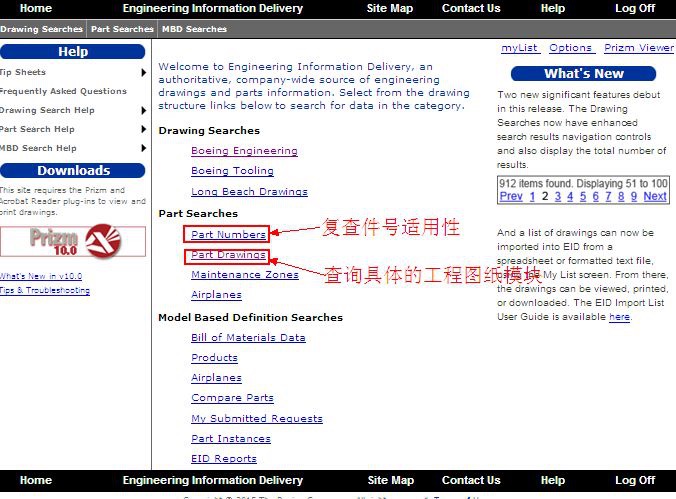 Home Engineering Information Delivery Site Map Contact Us Help Log Off
Drawing Searches Part Searches MBD Searches
Help
Tip Sheets
Frequently Asked Questions
Drawing Search Help
Part Search Help
MBD Search Help
Downloads
This site requires the Prizm and
Acrobat Reader plug-ins to view and
print drawings.
Prizm
10.0
What's New in v10.0
Tips & Troubleshooting
Welcome to Engineering Information Delivery, an
authoritative, company-wide source of engineering
drawings and parts information. Select from the drawing
structure links below to search for data in the category.
Drawing Searches
Boeing Engineering
Boeing Tooling
Long Beach Drawings
Part Searches
Part Numbers
复查件号适用性
Part Drawings
查询具体的工程图纸模块
Maintenance Zones
Airplanes
Model Based Definition Searches
Bill of Materials Data
Products
Airplanes
Compare Parts
My Submitted Requests
Part Instances
EID Reports
myList Options Prizm Viewer
What's New
Two new significant features debut
in this release. The Drawing
Searches now have enhanced
search results navigation controls
and also display the total number of
results.
912 items found. Displaying 51 to 100
Prev 1 2 3 4 5 6 7 8 9 Next
And a list of drawings can now be
imported into EID from a
spreadsheet or formatted text file,
My List screen. From there,
the drawings can be viewed, printed,
or downloaded. The EID Import List
User Guide is available here.
Home Engineering Information Delivery Site Map Contact Us Help Log Off